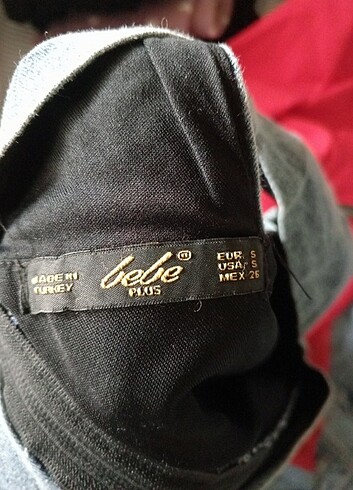 MADE IN
TURKEY
bebe
PLUS
EUR. S
USA. S
MEX 26